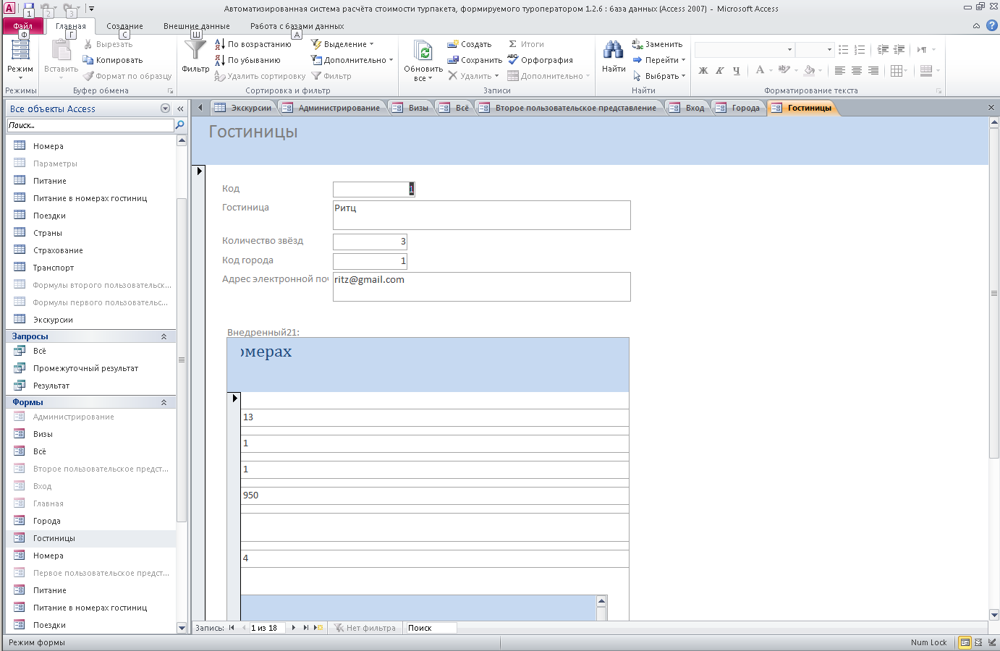 Автоматизированная система расчёта стоимости турпакета, формируемого туроператором 1.2.6 : база данных (Access 2007) - Microsoft Access
1 2 3
Файл Главная Создание Внешние данные Работа с базами данных
Ф Г С Ш А
Режим
Режимы
Вставить
Вырезать
Копировать
Формат по образцу
Буфер обмена
Фильтр
По возрастанию
По убыванию
Удалить сортировку
Выделение
Дополнительно
Фильтр
Сортировка и фильтр
Обновить
все
Создать
Сохранить
Удалить
Итоги
Орфография
Дополнительно
Записи
Найти
Заменить
Перейти
Выбрать
Найти
Ж К Ч
Форматирование текста
Все объекты Access
Поиск...
Номера
Параметры
Питание
Питание в номерах гостиниц
Поездки
Страны
Страхование
Транспорт
Формулы второго пользовательск...
Формулы первого пользовательс...
Экскурсии
Запросы
Всё
Промежуточный результат
Результат
Формы
Администрирование
Визы
Всё
Второе пользовательское предст...
Вход
Главная
Города
Гостиницы
Номера
Первое пользовательское предст...
Питание
Питание в номерах гостиниц
Поездки
Экскурсии Администрирование Визы Всё Второе пользовательское представление Вход Города Гостиницы
Гостиницы
Код 1
Гостиница Ритц
Количество звёзд 3
Код города 1
Адрес электронной поч ritz@gmail.com
Внедренный21:
омерах
13
1
1
950
4
Запись: 1 из 18 Нет фильтра Поиск
Режим формы Num Lock